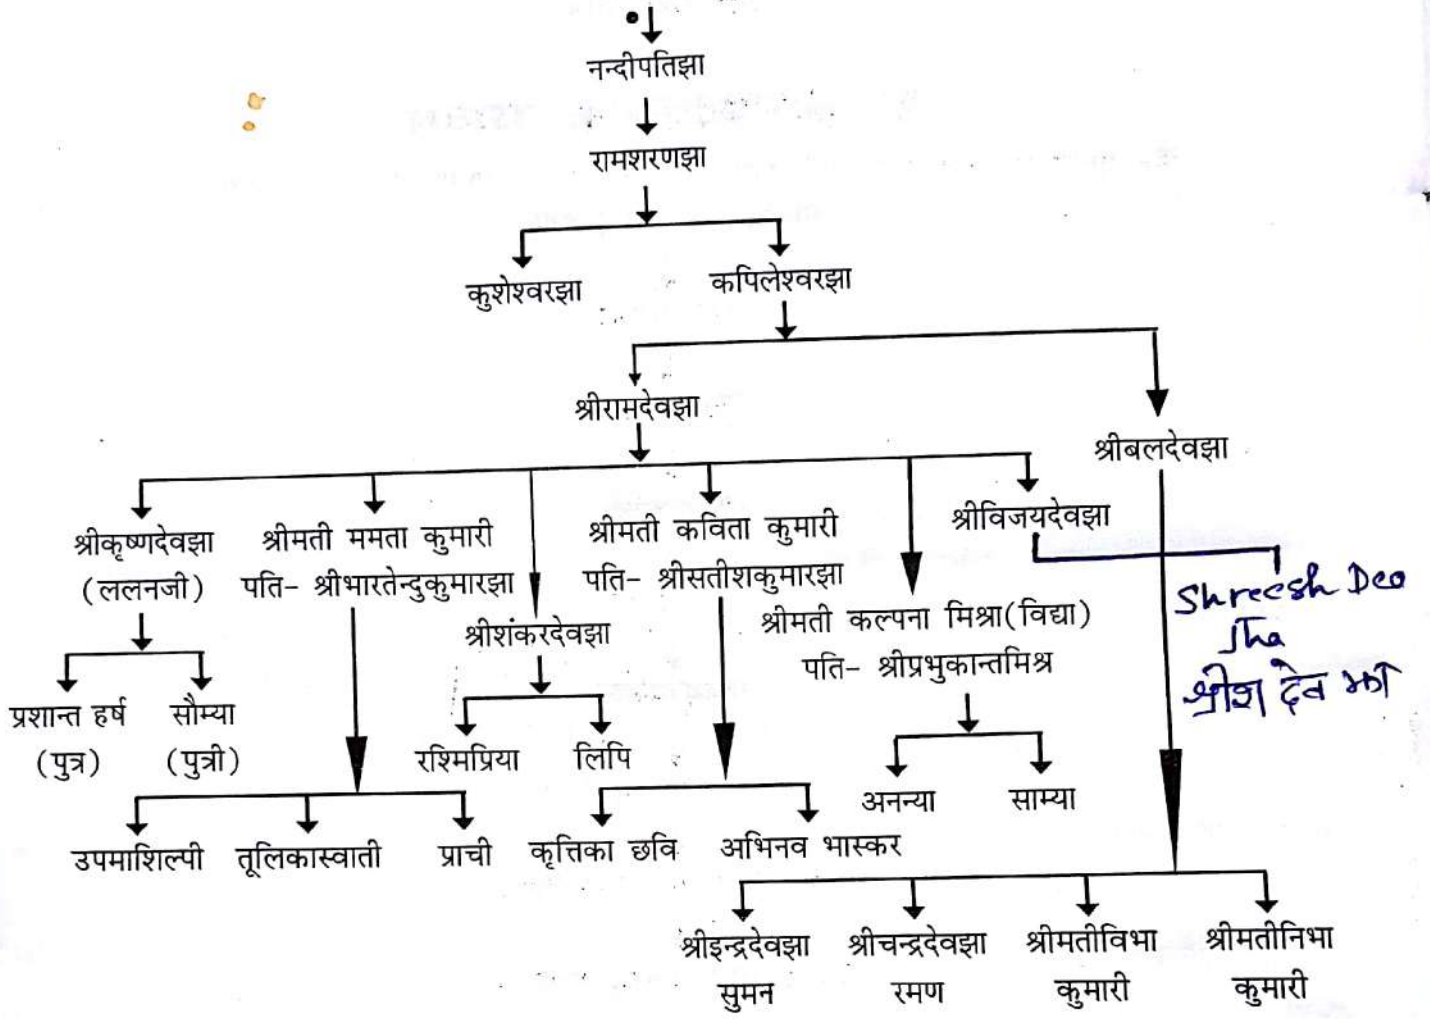 नन्दीपतिझा
रामशरणझा
कुशेश्वरझा
कपिलेश्वरझा
श्रीरामदेवझा
श्रीबलदेवझा
श्रीकृष्णदेवझा
(ललनजी)
श्रीमती ममता कुमारी
पति- श्रीभारतेन्दुकुमारझा
श्रीशंकरदेवझा
श्रीमती कविता कुमारी
पति- श्रीसतीशकुमारझा
श्रीमती कल्पना मिश्रा(विद्या)
पति- श्रीप्रभुकान्तमिश्र
श्रीविजयदेवझा
Shreesh Deo
Jha
श्रीश देव झा
प्रशान्त हर्ष
(पुत्र)
सौम्या
(पुत्री)
रश्मिप्रिया
लिपि
अनन्या
साम्या
उपमाशिल्पी
तूलिकास्वाती
प्राची
कृत्तिका छवि
अभिनव भास्कर
श्रीइन्द्रदेवझा
सुमन
श्रीचन्द्रदेवझा
रमण
श्रीमतीविभा
कुमारी
श्रीमतीनिभा
कुमारी